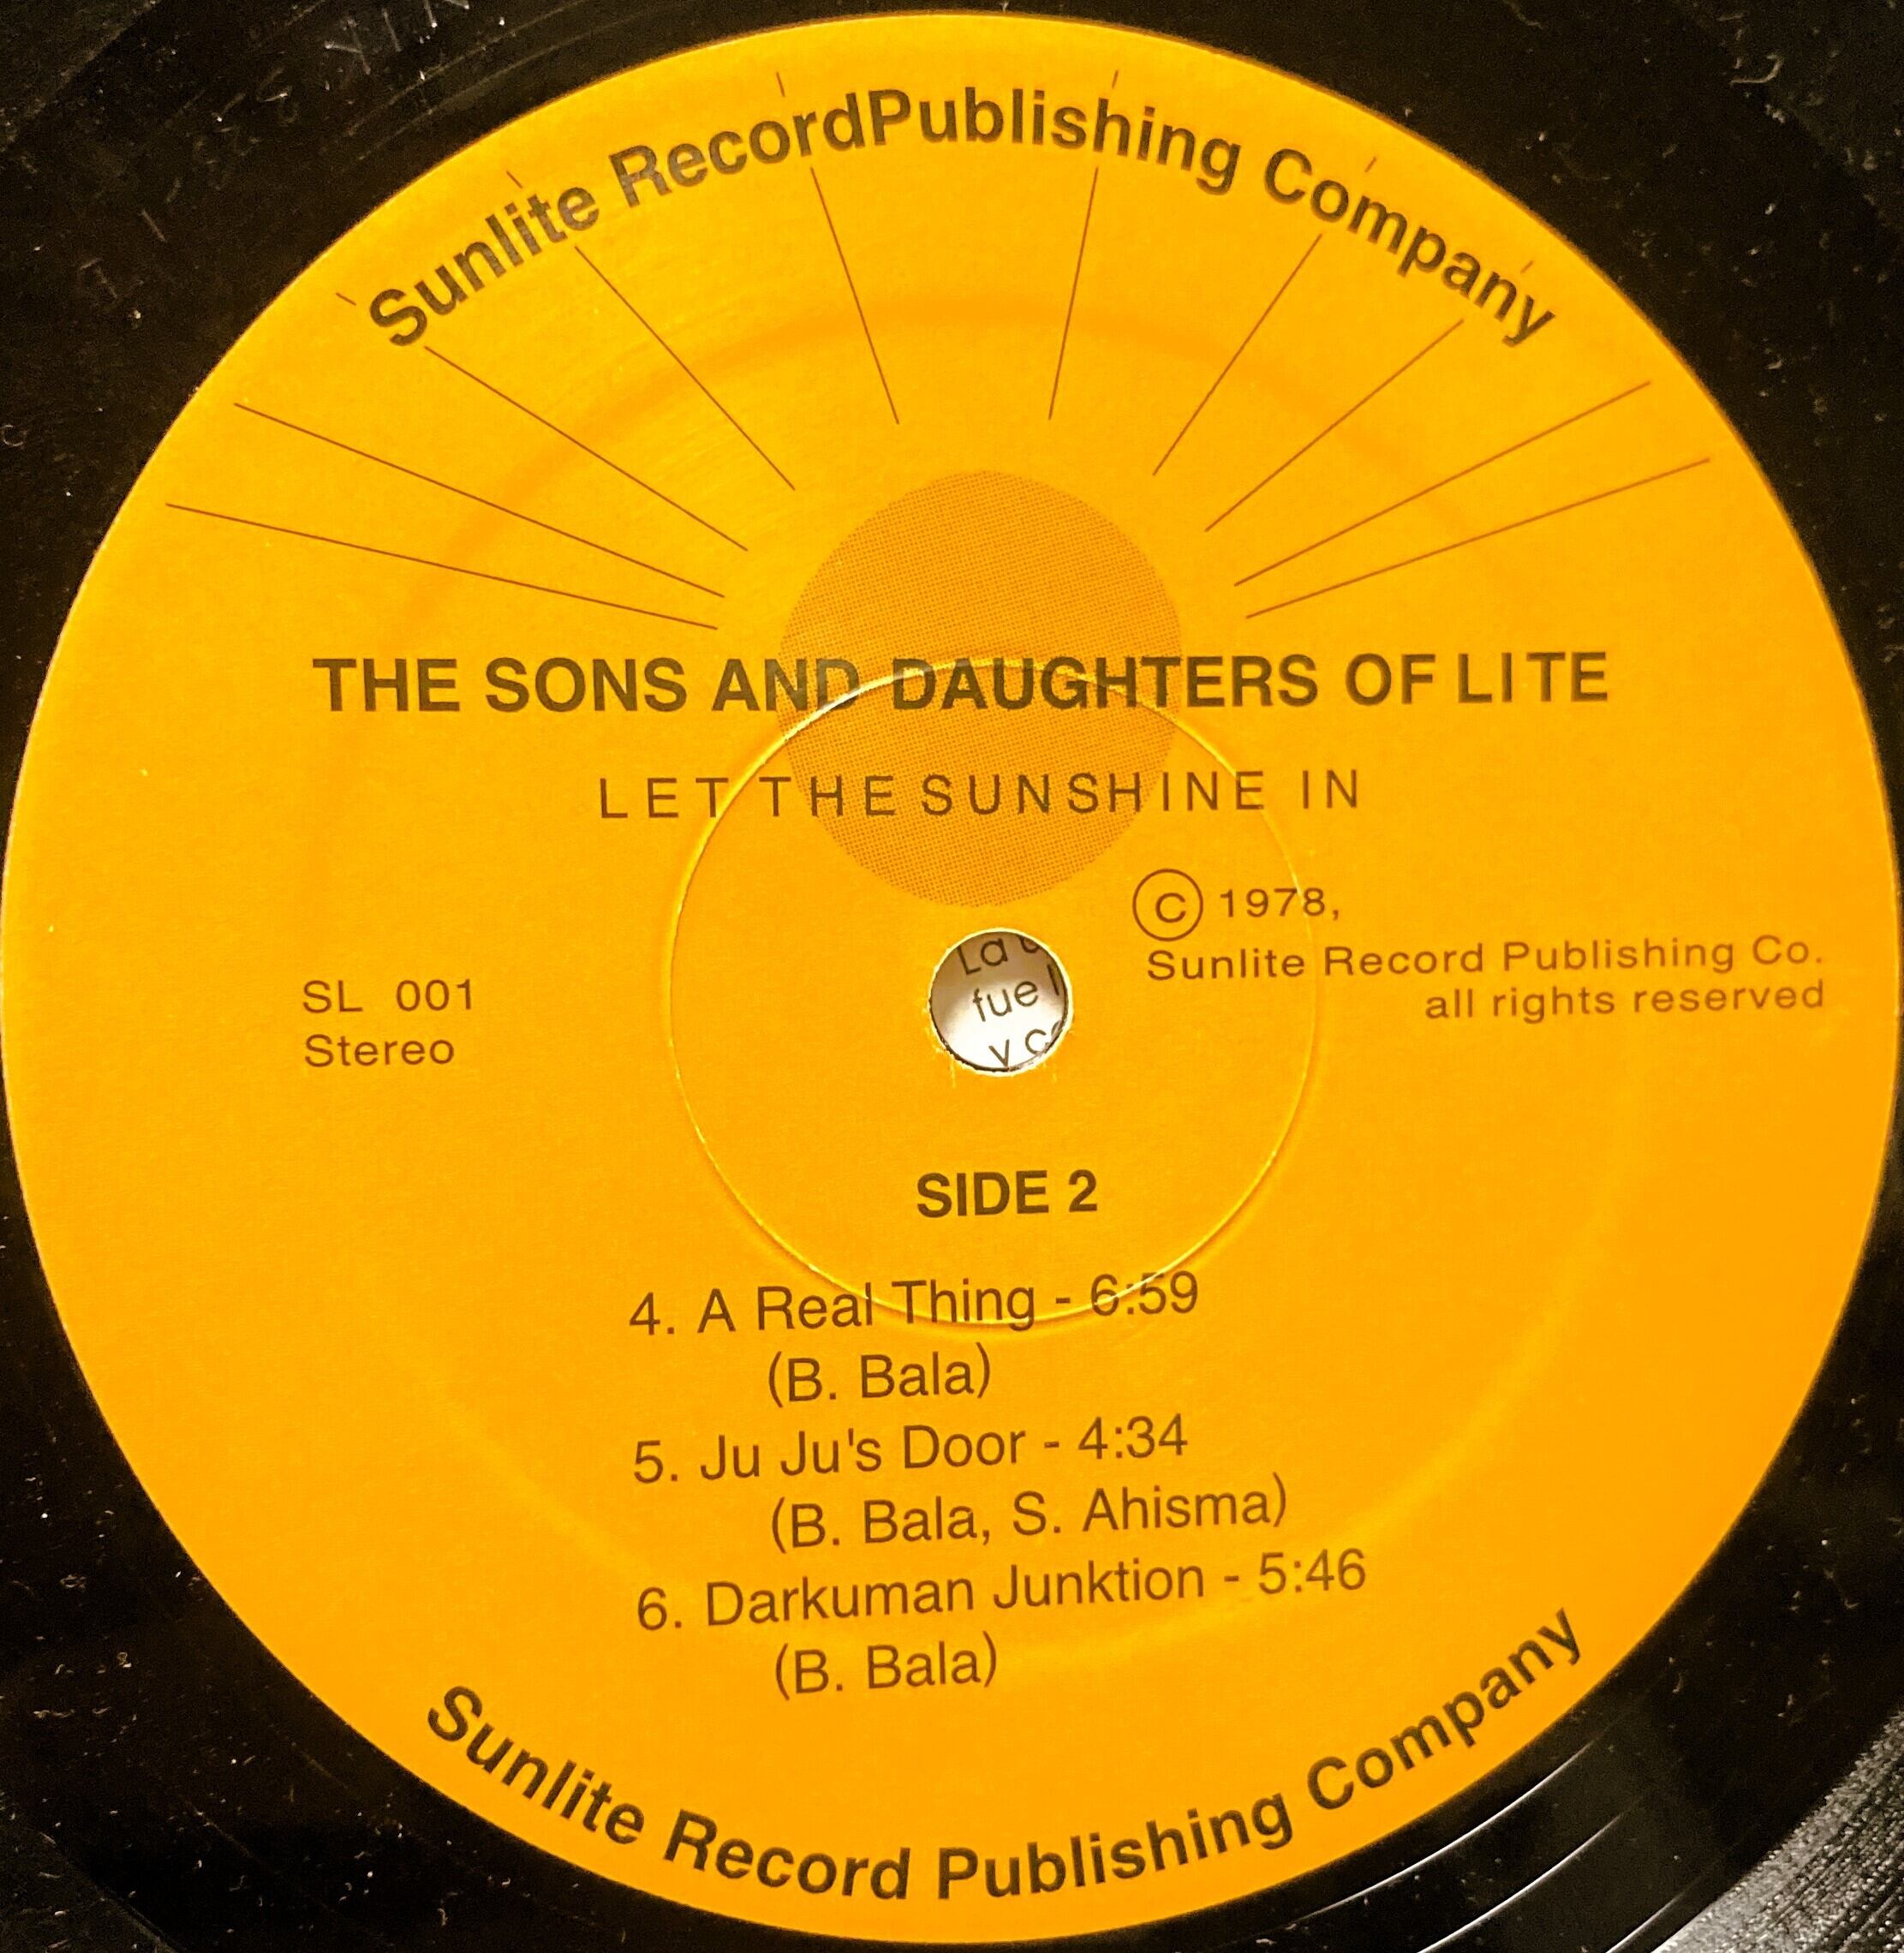 Sunlite RecordPublishing Company
THE SONS AND DAUGHTERS OF LITE
LET THE SUNSHINE IN
© 1978,
Sunlite Record Publishing Co.
all rights reserved
SL 001
Stereo
La
fue
y
SIDE 2
4. A Real Thing - 6:59
(B. Bala)
5. Ju Ju's Door - 4:34
(B. Bala, S. Ahisma)
6. Darkuman Junktion - 5:46
(B. Bala)
Sunlite Record Publishing Company